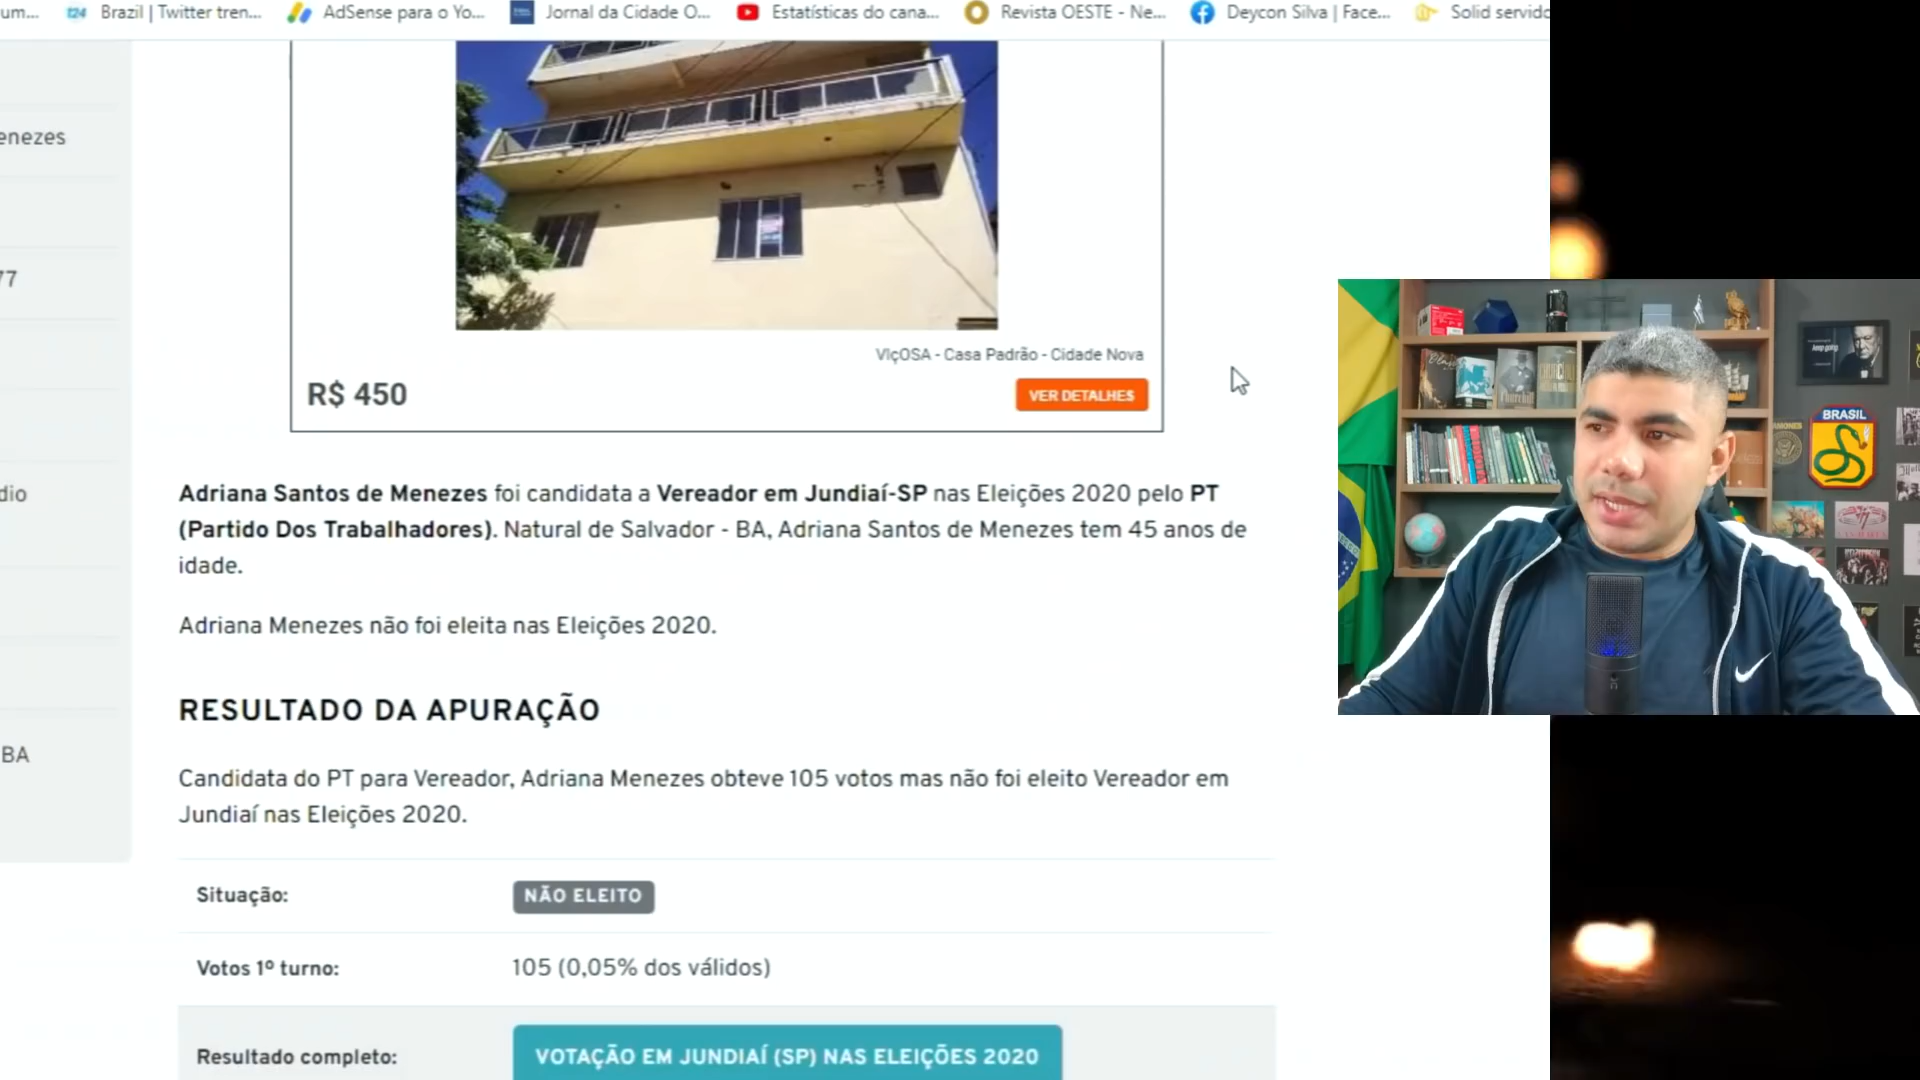 um...
Brazil | Twitter tren...
AdSense para o Yo...
Jornal da Cidade O...
Estatísticas do cana...
Revista OESTE - Ne...
Deycon Silva | Face...
Solid servido
enezes
77
dio
BA
VIçOSA - Casa Padrão - Cidade Nova
R$ 450
VER DETALHES
Adriana Santos de Menezes foi candidata a Vereador em Jundiaí-SP nas Eleições 2020 pelo PT
(Partido Dos Trabalhadores). Natural de Salvador - BA, Adriana Santos de Menezes tem 45 anos de
idade.
Adriana Menezes não foi eleita nas Eleições 2020.
RESULTADO DA APURAÇÃO
Candidata do PT para Vereador, Adriana Menezes obteve 105 votos mas não foi eleito Vereador em
Jundiaí nas Eleições 2020.
Situação:
NÃO ELEITO
Votos 1º turno:
105 (0,05% dos válidos)
Resultado completo:
VOTAÇÃO EM JUNDIAÍ (SP) NAS ELEIÇÕES 2020
keep going
Churchill
BRASIL